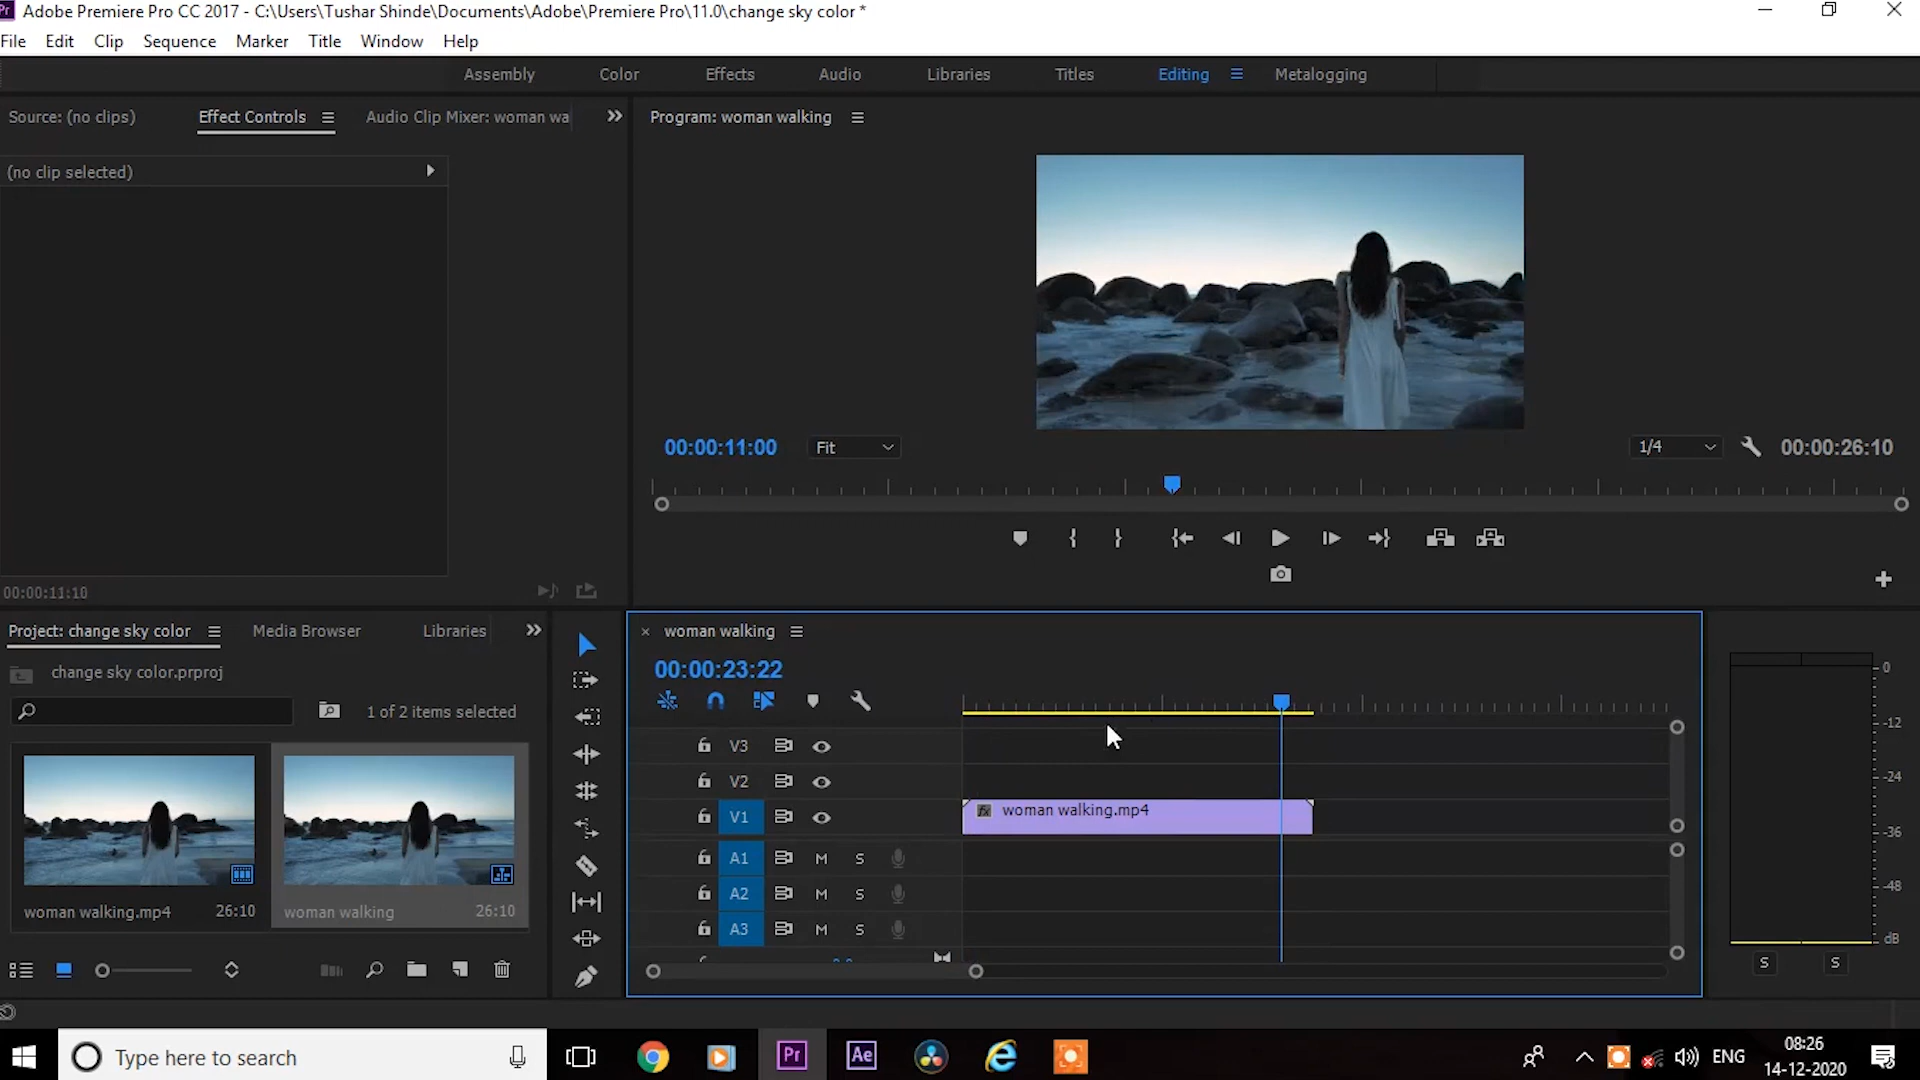 Pr Adobe Premiere Pro CC 2017 - C:\Users\Tushar Shinde\Documents\Adobe\Premiere Pro\11.0\change sky color *
File Edit Clip Sequence Marker Title Window Help
Assembly Color Effects Audio Libraries Titles Editing Metalogging
Source: (no clips) Effect Controls Audio Clip Mixer: woman wa
Program: woman walking
(no clip selected)
00:00:11:00 Fit 1/4 00:00:26:10
00:00:11:10
Project: change sky color Media Browser Libraries
woman walking
change sky color.prproj
00:00:23:22
1 of 2 items selected
V3
V2
fx woman walking.mp4
V1
A1 M S
A2 M S
A3 M S
woman walking.mp4 26:10
woman walking 26:10
0
-12
-24
-36
-48
dB
S S
Type here to search
Pr Ae
ENG
08:26
14-12-2020